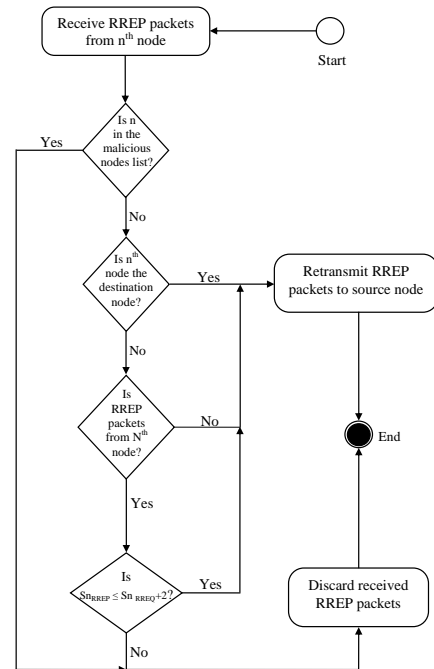 Receive RREP packets
from nth node
Start
Is n
in the
malicious
nodes list?
Yes
No
Is nth
node the
destination
node?
Yes
Retransmit RREP
packets to source node
No
Is
RREP
packets
from Nth
node?
No
End
Yes
Is
SnRREP ≤ Sn RREQ+2?
Yes
Discard received
RREP packets
No